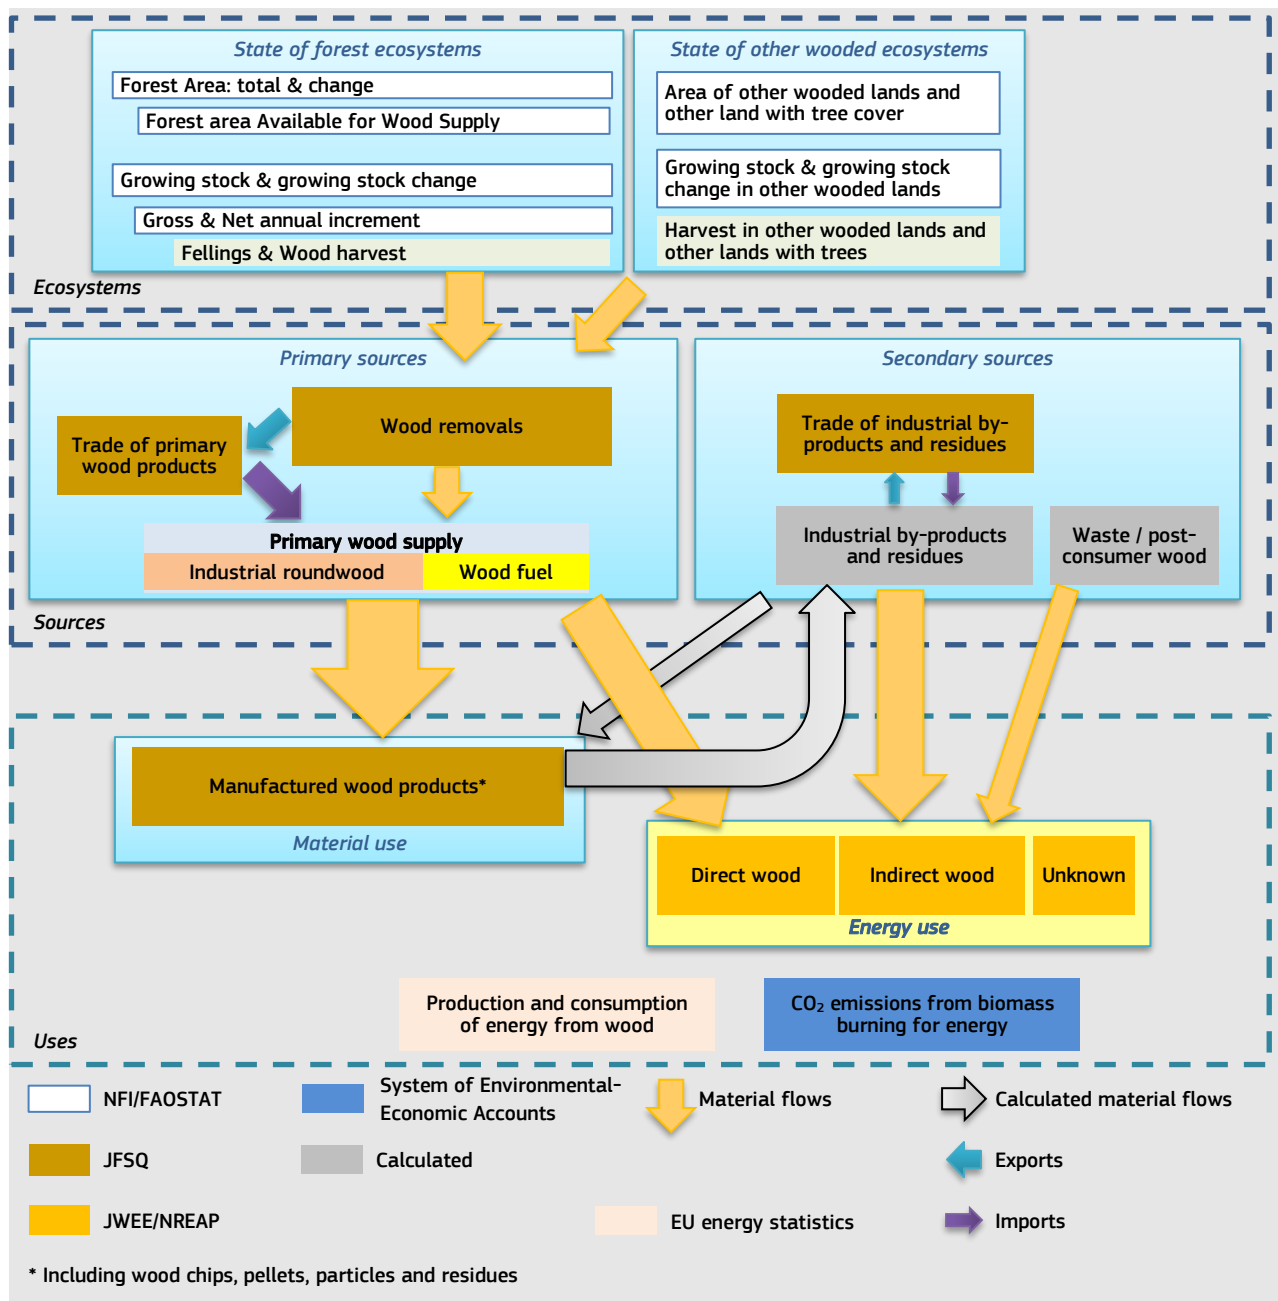 State of forest ecosystems
Forest Area: total & change
Forest area Available for Wood Supply
Growing stock & growing stock change
Gross & Net annual increment
Fellings & Wood harvest
State of other wooded ecosystems
Area of other wooded lands and
other land with tree cover
Growing stock & growing stock
change in other wooded lands
Harvest in other wooded lands and
other lands with trees
Ecosystems
Primary sources
Wood removals
Trade of primary
wood products
Primary wood supply
Industrial roundwood
Wood fuel
Secondary sources
Trade of industrial by-
products and residues
Industrial by-products
and residues
Waste / post-
consumer wood
Sources
Manufactured wood products*
Material use
Direct wood
Indirect wood
Unknown
Energy use
Production and consumption
of energy from wood
CO₂ emissions from biomass
burning for energy
Uses
NFI/FAOSTAT
System of Environmental-
Economic Accounts
Material flows
Calculated material flows
JFSQ
Calculated
Exports
JWEE/NREAP
EU energy statistics
Imports
* Including wood chips, pellets, particles and residues